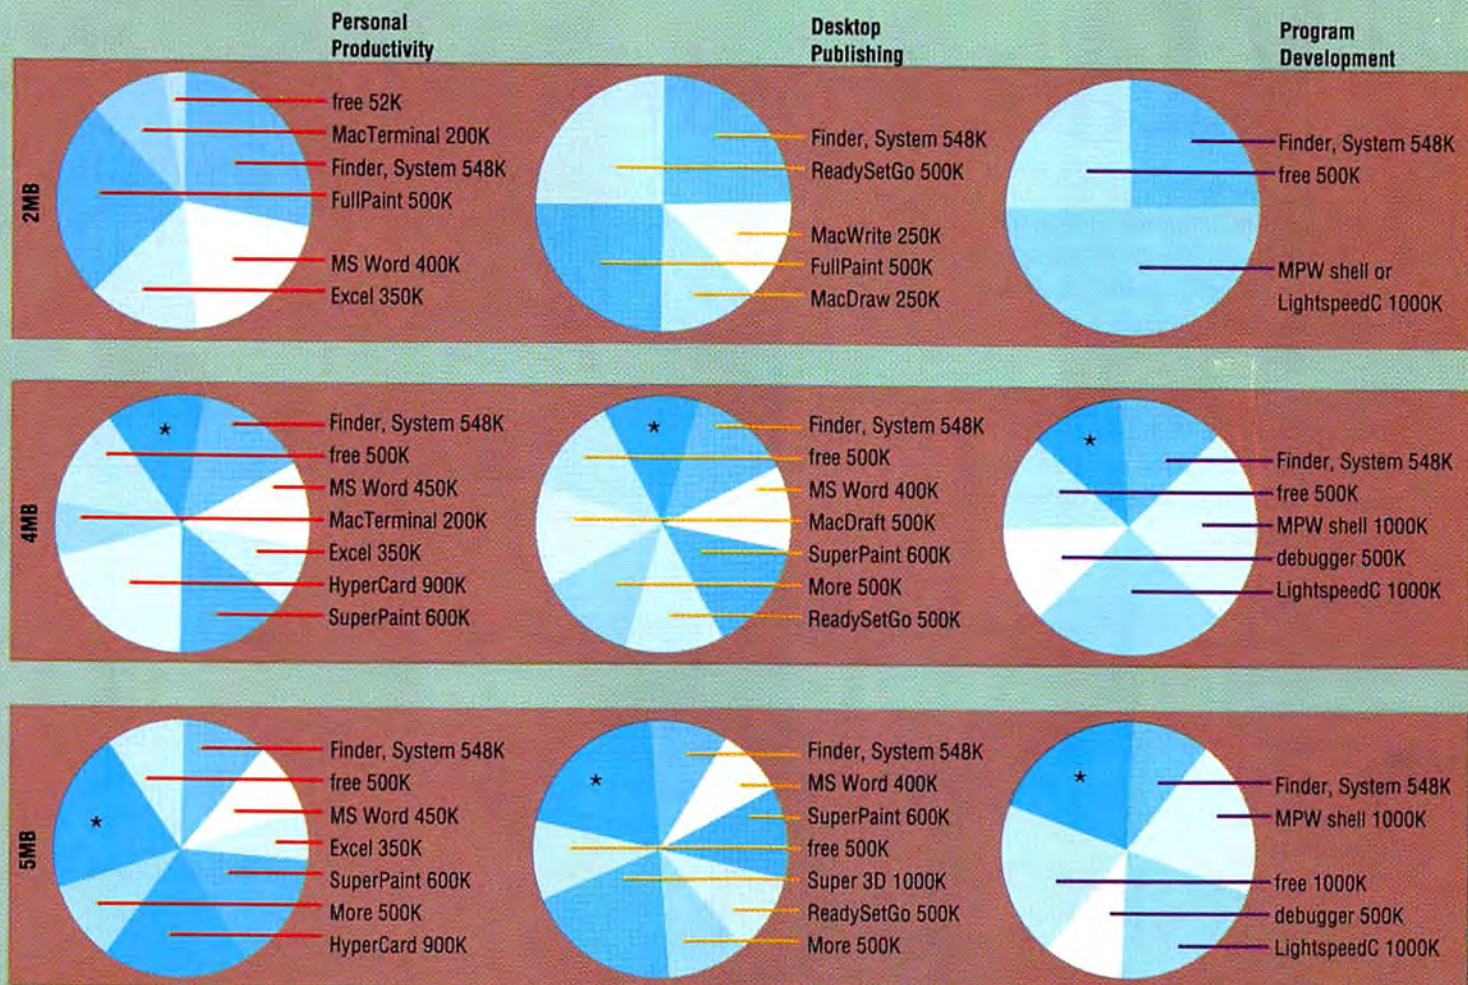 Personal
Productivity
Desktop
Publishing
Program
Development
2MB
free 52K
MacTerminal 200K
Finder, System 548K
FullPaint 500K
MS Word 400K
Excel 350K
Finder, System 548K
ReadySetGo 500K
MacWrite 250K
FullPaint 500K
MacDraw 250K
Finder, System 548K
free 500K
MPW shell or
LightspeedC 1000K
4MB
*
Finder, System 548K
free 500K
MS Word 450K
MacTerminal 200K
Excel 350K
HyperCard 900K
SuperPaint 600K
*
Finder, System 548K
free 500K
MS Word 400K
MacDraft 500K
SuperPaint 600K
More 500K
ReadySetGo 500K
*
Finder, System 548K
free 500K
MPW shell 1000K
debugger 500K
LightspeedC 1000K
5MB
*
Finder, System 548K
free 500K
MS Word 450K
Excel 350K
SuperPaint 600K
More 500K
HyperCard 900K
*
Finder, System 548K
MS Word 400K
SuperPaint 600K
free 500K
Super 3D 1000K
ReadySetGo 500K
More 500K
*
Finder, System 548K
MPW shell 1000K
free 1000K
debugger 500K
LightspeedC 1000K